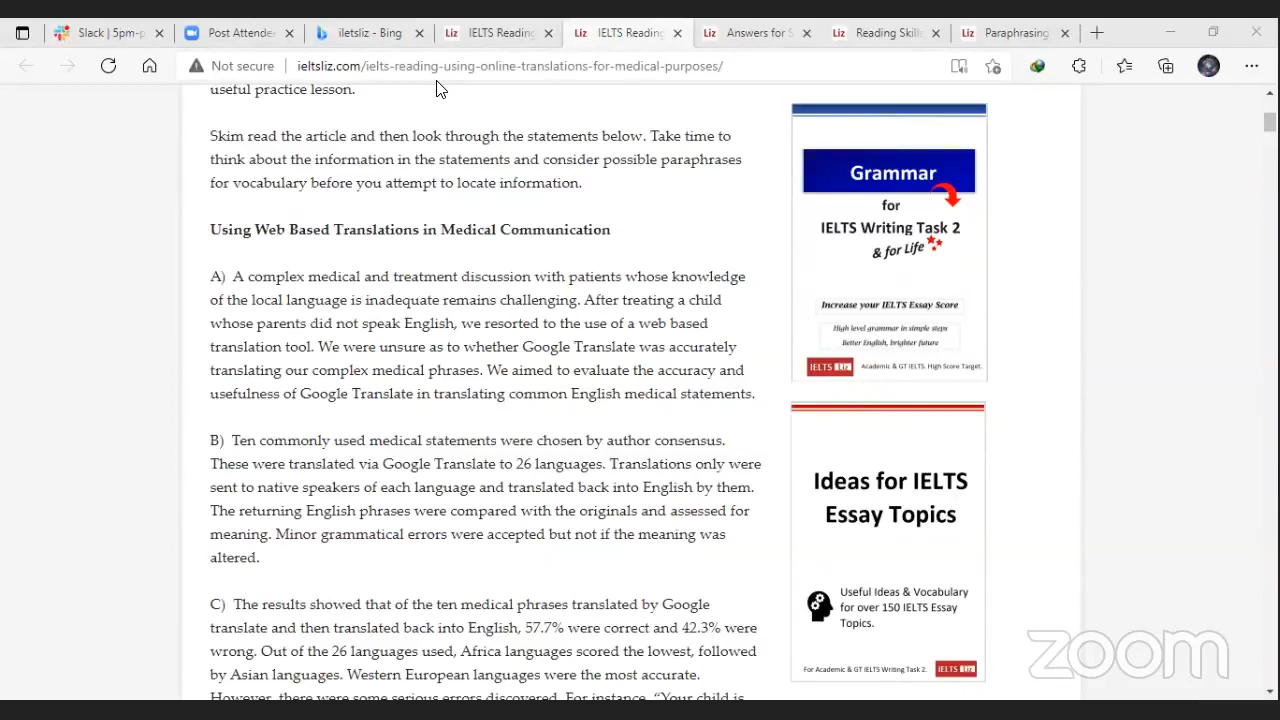 Slack | 5pm-p
Post Attende
iletsliz - Bing
IELTS Reading
IELTS Reading
Answers for S
Reading Skill
Paraphrasing
Not secure
ieltsliz.com/ielts-reading-using-online-translations-for-medical-purposes/
useful practice lesson.
Skim read the article and then look through the statements below. Take time to
think about the information in the statements and consider possible paraphrases
for vocabulary before you attempt to locate information.
Using Web Based Translations in Medical Communication
A) A complex medical and treatment discussion with patients whose knowledge
of the local language is inadequate remains challenging. After treating a child
whose parents did not speak English, we resorted to the use of a web based
translation tool. We were unsure as to whether Google Translate was accurately
translating our complex medical phrases. We aimed to evaluate the accuracy and
usefulness of Google Translate in translating common English medical statements.
B) Ten commonly used medical statements were chosen by author consensus.
These were translated via Google Translate to 26 languages. Translations only were
sent to native speakers of each language and translated back into English by them.
The returning English phrases were compared with the originals and assessed for
meaning. Minor grammatical errors were accepted but not if the meaning was
altered.
C) The results showed that of the ten medical phrases translated by Google
translate and then translated back into English, 57.7% were correct and 42.3% were
wrong. Out of the 26 languages used, Africa languages scored the lowest, followed
by Asian languages. Western European languages were the most accurate.
However, there were some serious errors discovered. For instance, "Your child is
Grammar
for
IELTS Writing Task 2
& for Life
Increase your IELTS Essay Score
High level grammar in simple steps
Better English, brighter future
IELTS Liz
Academic & GT IELTS. High Score Target.
Ideas for IELTS
Essay Topics
Useful Ideas & Vocabulary
for over 150 IELTS Essay
Topics.
For Academic & GT IELTS Writing Task 2.
IELTS Liz
zoom